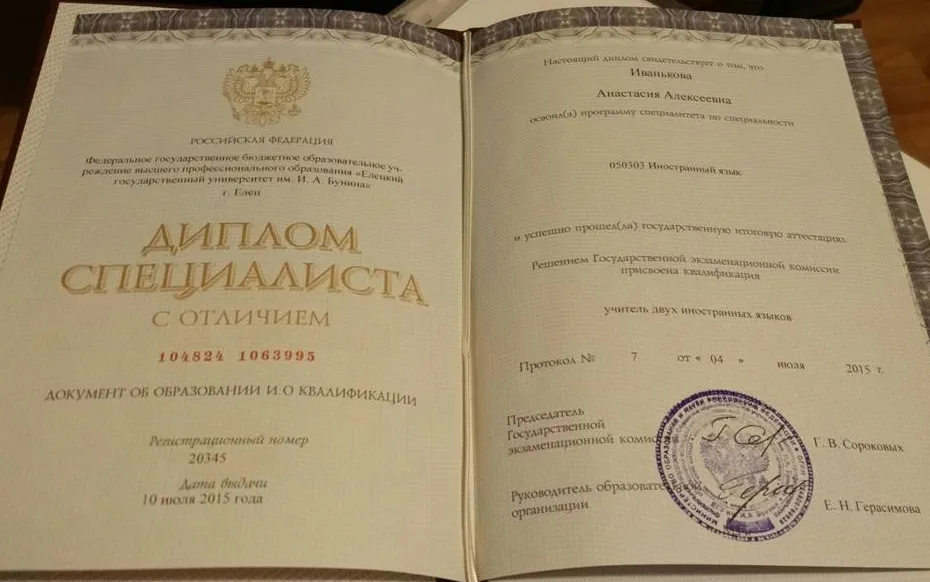 РОССИЙСКАЯ ФЕДЕРАЦИЯ
Федеральное государственное бюджетное образовательное уч-
реждение высшего профессионального образования «Елецкий
государственный университет им. И. А. Бунина»
г. Елец
ДИПЛОМ
СПЕЦИАЛИСТА
С ОТЛИЧИЕМ
104824 1063995
ДОКУМЕНТ ОБ ОБРАЗОВАНИИ И О КВАЛИФИКАЦИИ
Регистрационный номер
20345
Дата выдачи
10 июля 2015 года
Настоящий диплом свидетельствует о том, что
Иванькова
Анастасия Алексеевна
освоил(а) программу специалитета по специальности
050303 Иностранный язык
и успешно прошел(ла) государственную итоговую аттестацию.
Решением Государственной экзаменационной комиссии
присвоена квалификация
учитель двух иностранных языков
Протокол № 7 от « 04 » июля 2015 г.
Председатель
Государственной
экзаменационной комиссии
Г. В. Сороковых
Руководитель образовательной
организации
Е. Н. Герасимова